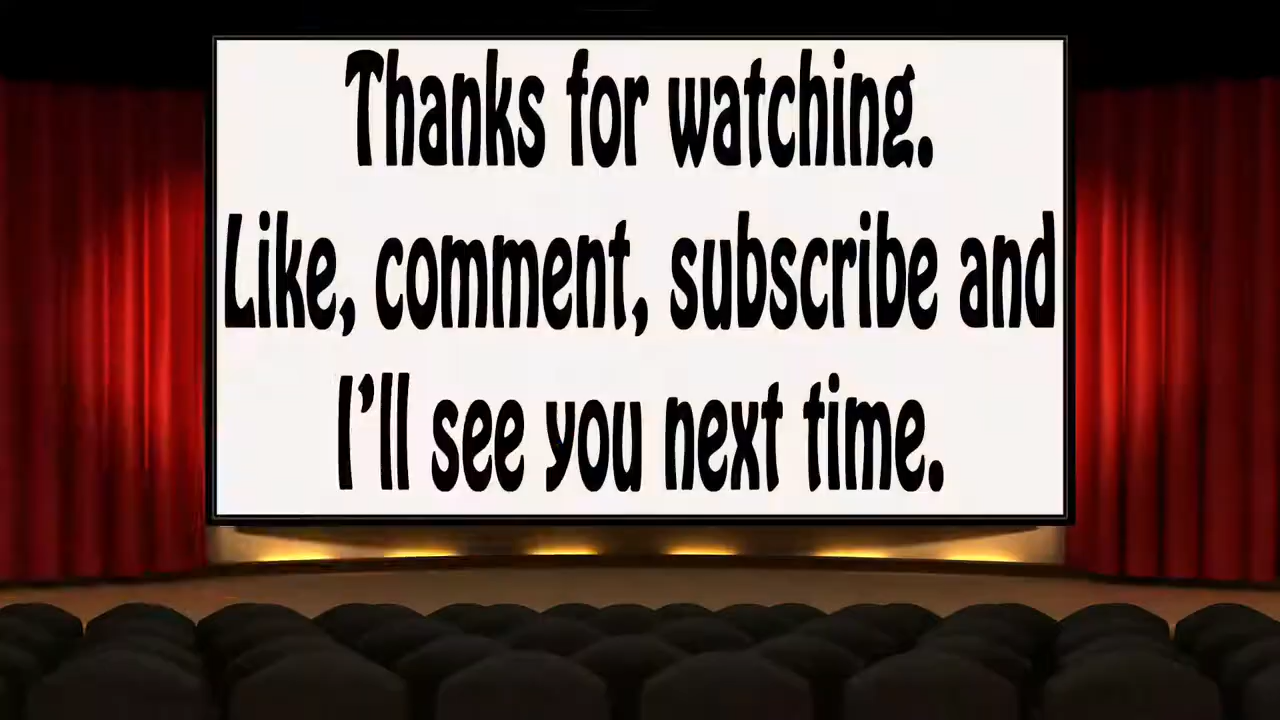 Thanks for watching.
Like, comment, subscribe and
I'll see you next time.